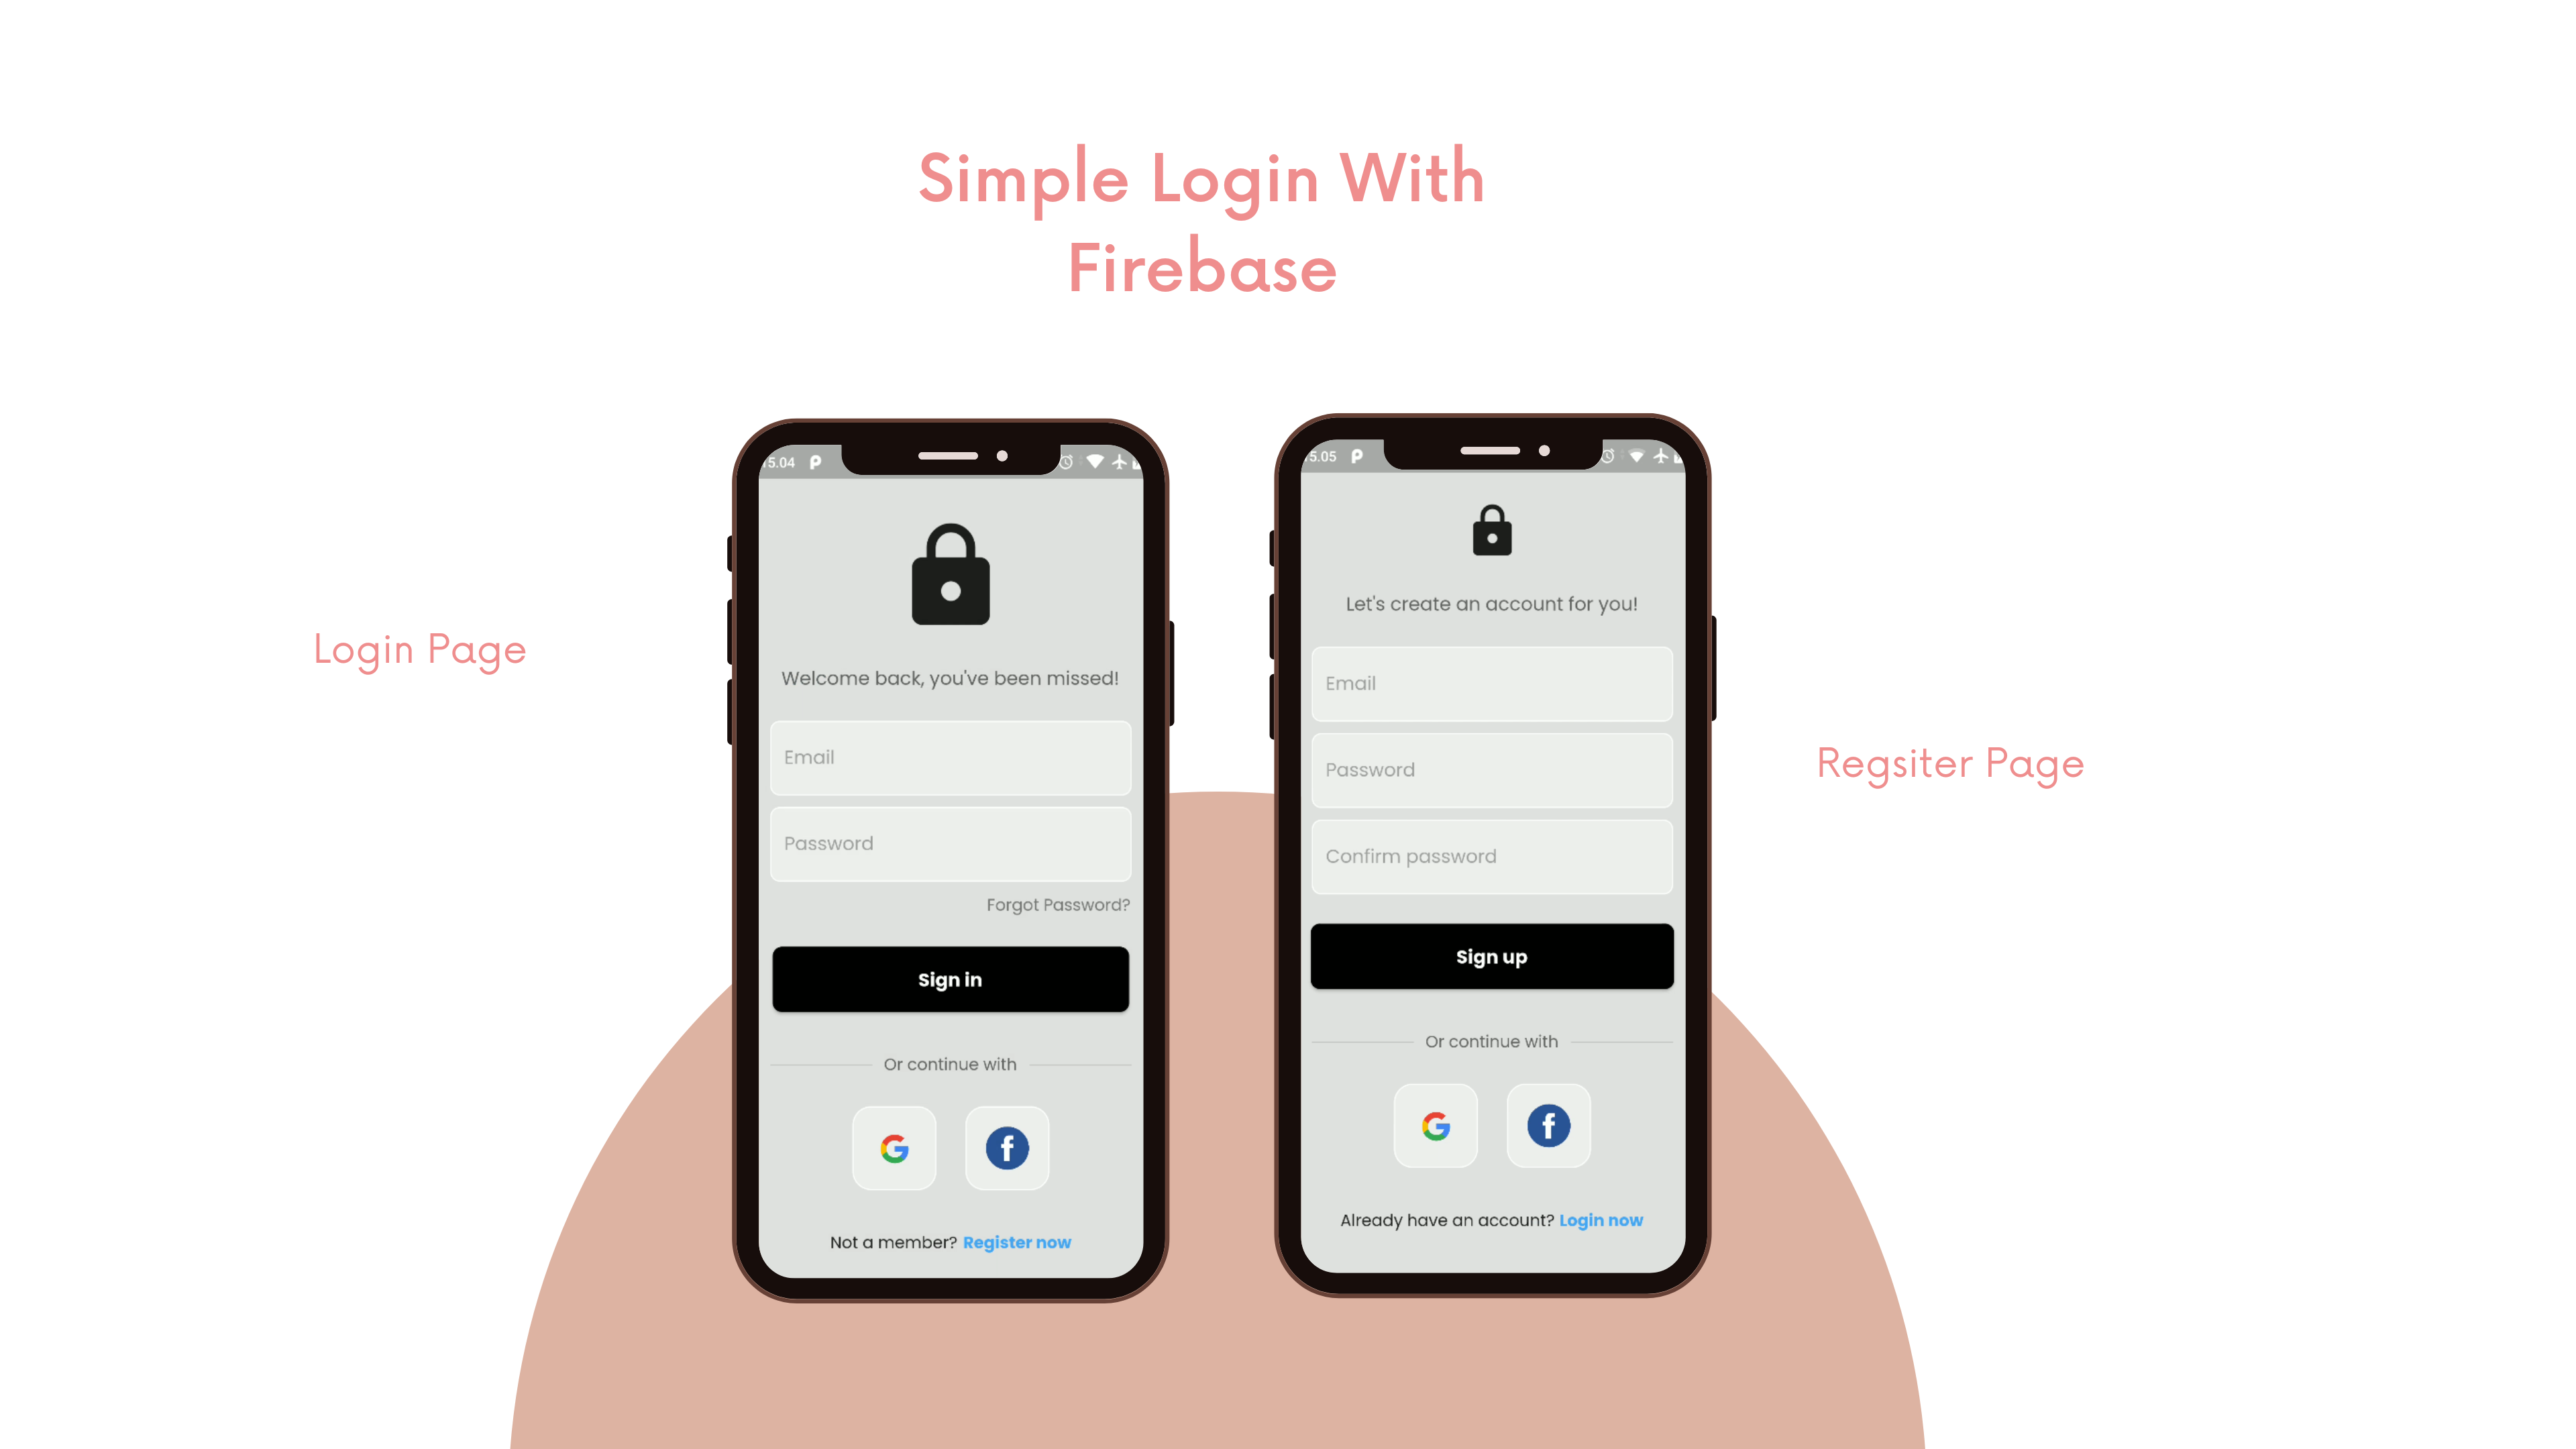 Simple Login With
Firebase
Login Page
5.04
Welcome back, you've been missed!
Email
Password
Forgot Password?
Sign in
Or continue with
Not a member? Register now
5.05
Let's create an account for you!
Email
Password
Confirm password
Sign up
Or continue with
Already have an account? Login now
Regsiter Page